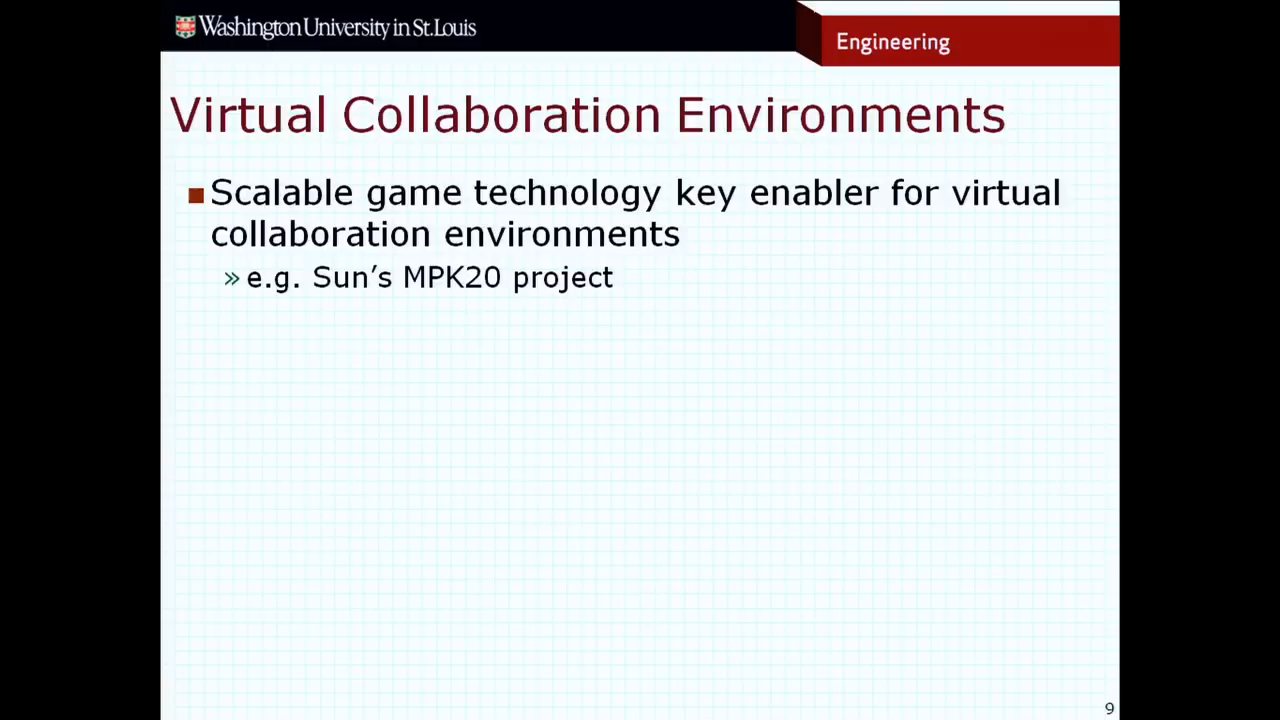 Washington University in St. Louis
Engineering
Virtual Collaboration Environments
■ Scalable game technology key enabler for virtual
collaboration environments
» e.g. Sun’s MPK20 project
9